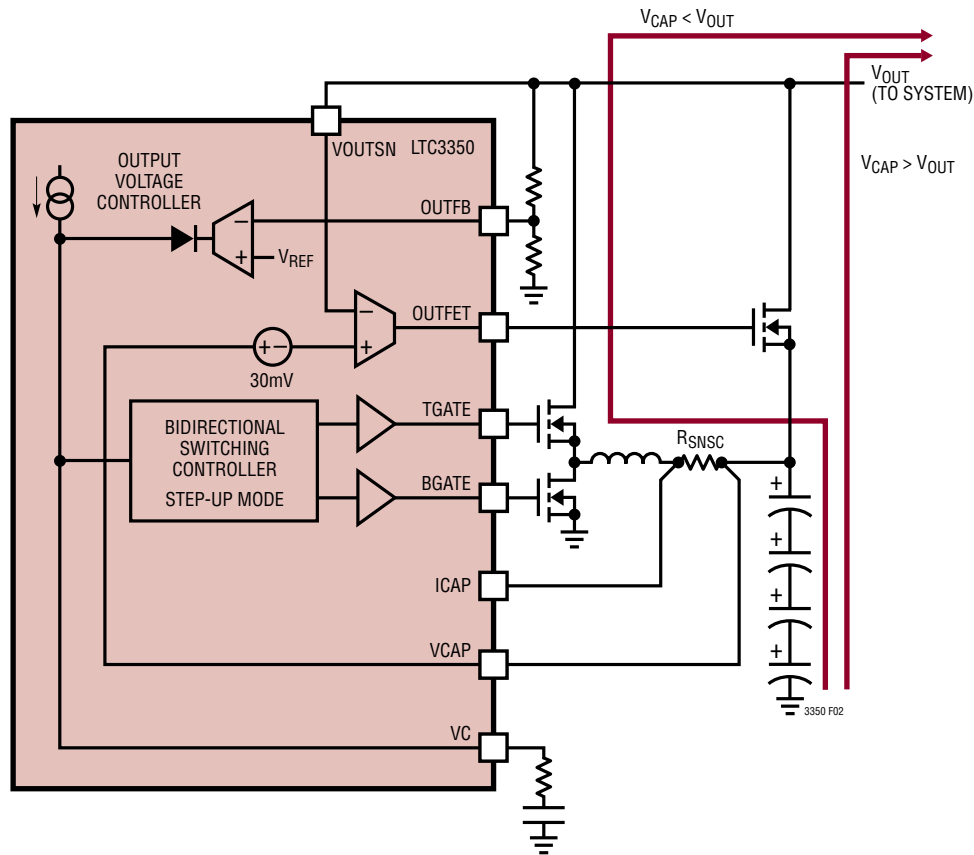 VCAP < VOUT
VOUT
(TO SYSTEM)
VCAP > VOUT
VOUTSN LTC3350
OUTPUT
VOLTAGE
CONTROLLER
OUTFB
−
+
VREF
OUTFET
−
+
+−
30mV
TGATE
BIDIRECTIONAL
SWITCHING
CONTROLLER
STEP-UP MODE
RSNSC
BGATE
+
+
+
+
ICAP
VCAP
3350 F02
VC